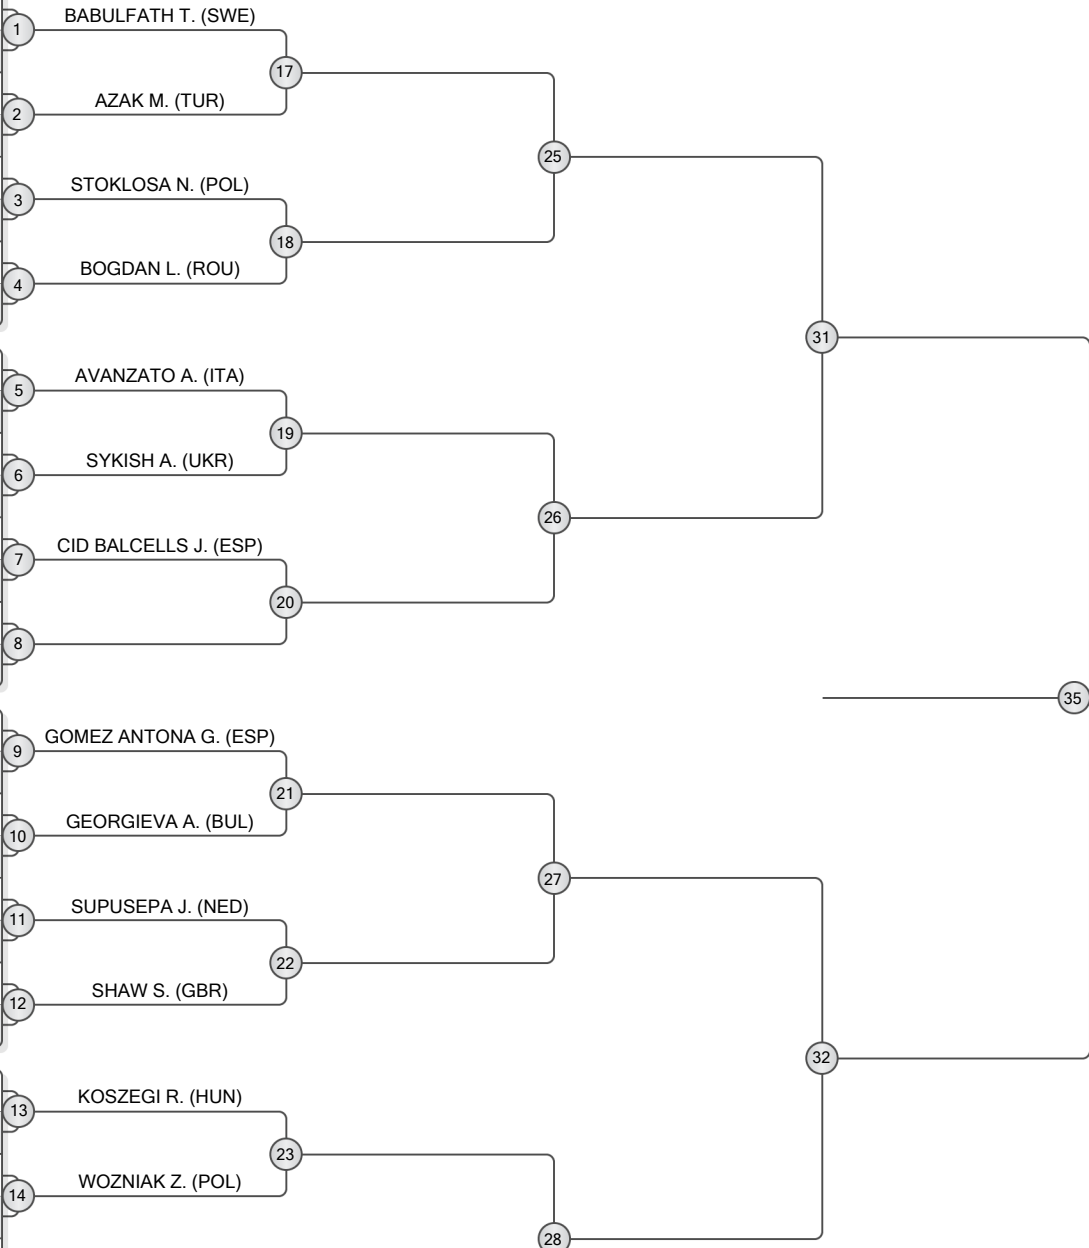 BABULFATH T. (SWE)
1
17
AZAK M. (TUR)
2
25
STOKLOSA N. (POL)
3
18
BOGDAN L. (ROU)
4
31
AVANZATO A. (ITA)
5
19
SYKISH A. (UKR)
6
26
CID BALCELLS J. (ESP)
7
20
8
35
GOMEZ ANTONA G. (ESP)
9
21
GEORGIEVA A. (BUL)
10
27
SUPUSEPA J. (NED)
11
22
SHAW S. (GBR)
12
32
KOSZEGI R. (HUN)
13
23
WOZNIAK Z. (POL)
14
28